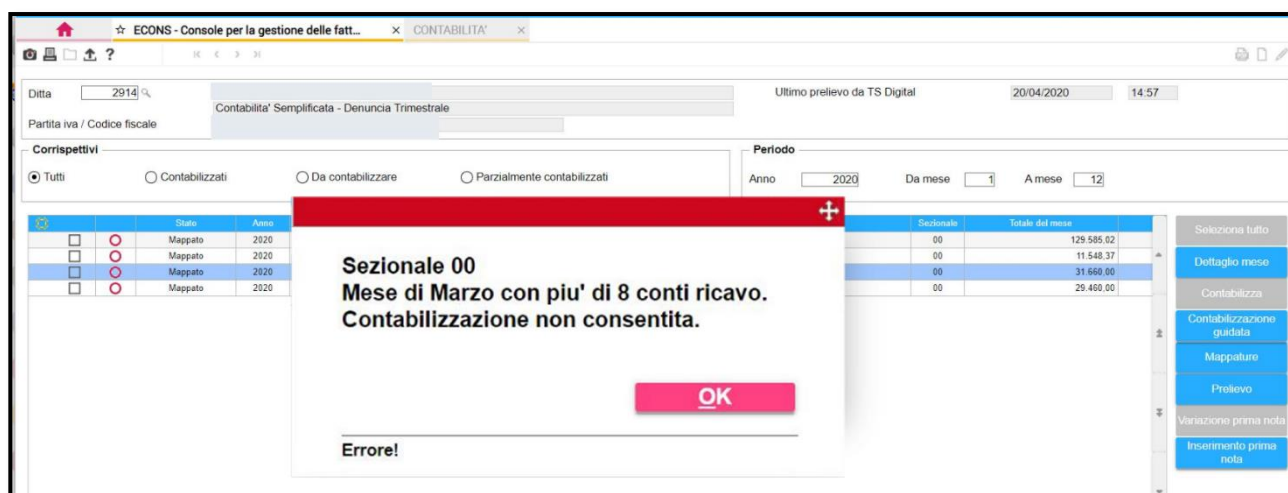 ECONS - Console per la gestione delle fatt... × CONTABILITA' ×
?
Ditta 2914
Contabilita' Semplificata - Denuncia Trimestrale
Ultimo prelievo da TS Digital 20/04/2020 14:57
Partita iva / Codice fiscale
Corrispettivi
Tutti Contabilizzati Da contabilizzare Parzialmente contabilizzati
Periodo
Anno 2020 Da mese 1 A mese 12
Stato Anno Sezionale Totale del mese
Mappato 2020 00 129.585,02
Mappato 2020 00 11.548,37
Mappato 2020 00 31.660,00
Mappato 2020 00 29.460,00
Sezionale 00
Mese di Marzo con piu' di 8 conti ricavo.
Contabilizzazione non consentita.
OK
Errore!
Seleziona tutto
Dettaglio mese
Contabilizza
Contabilizzazione
guidata
Mappature
Prelievo
Variazione prima nota
Inserimento prima
nota